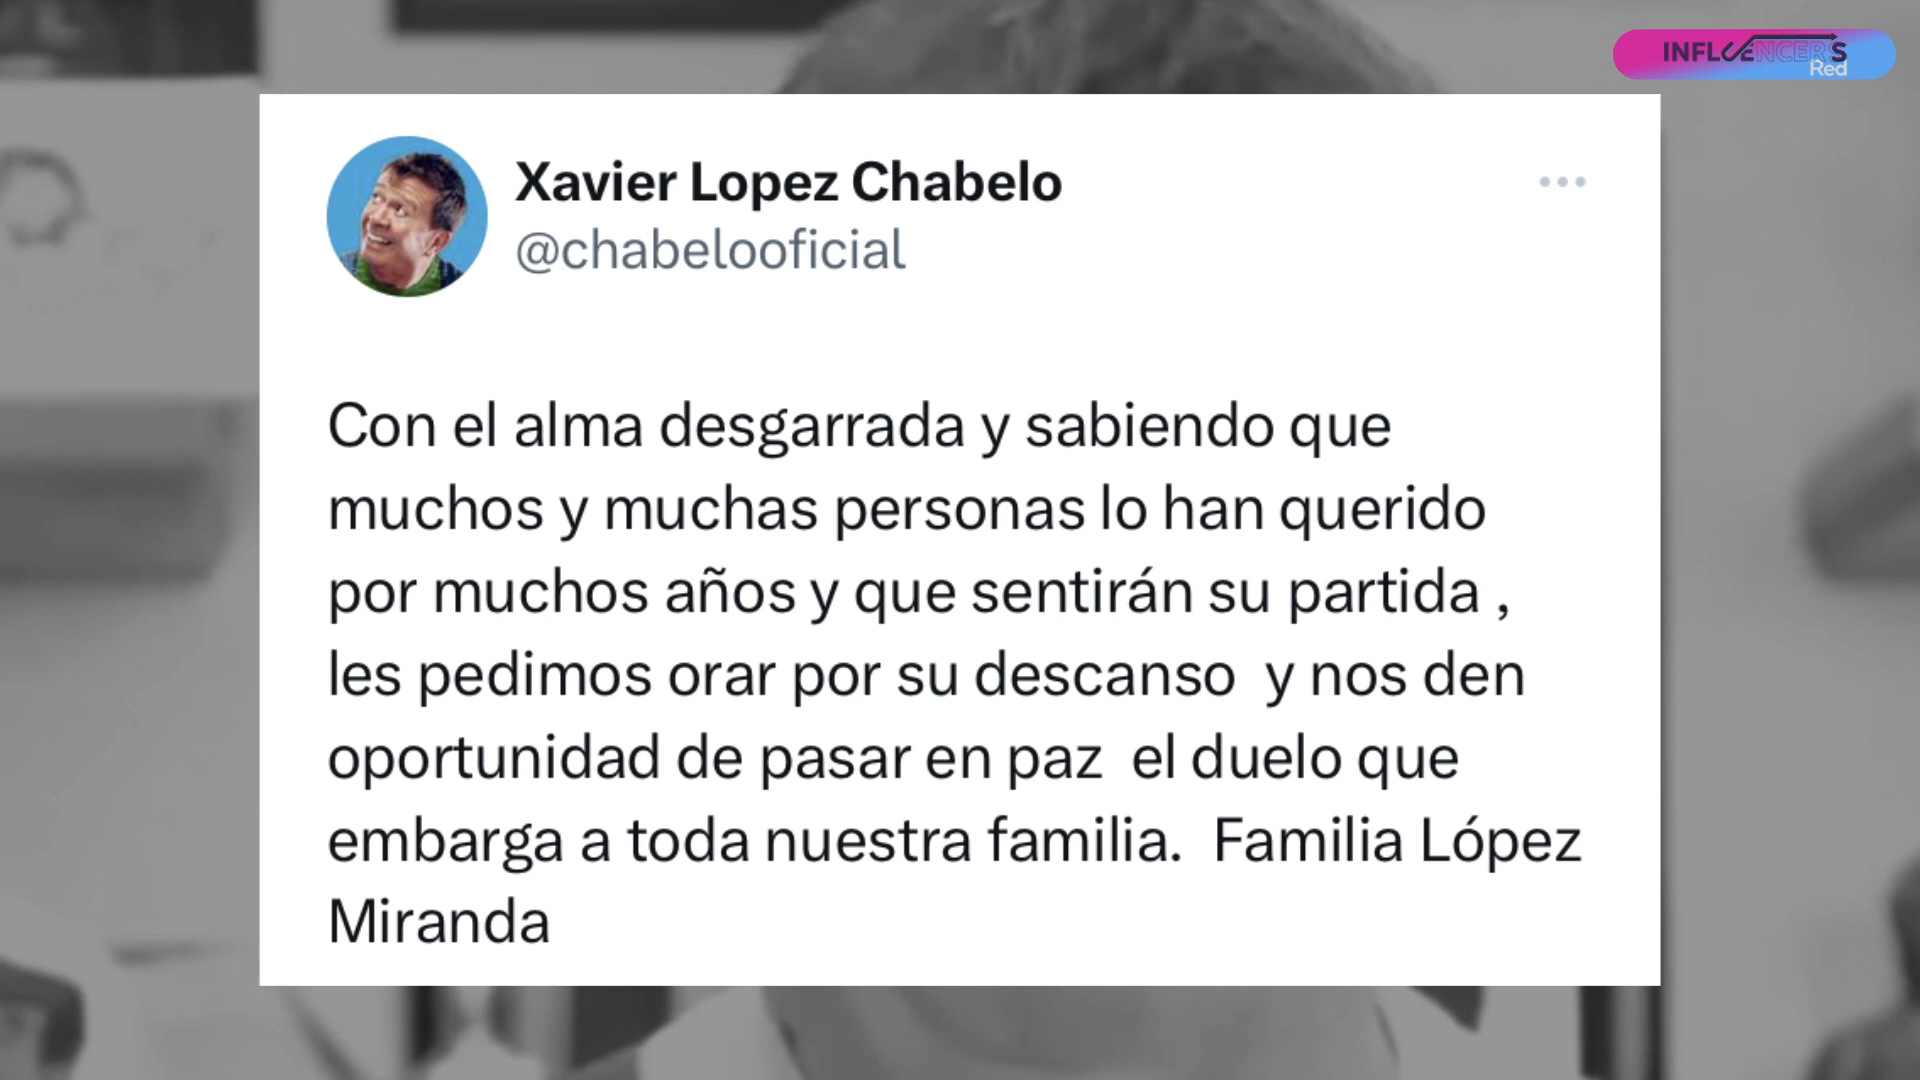 INFLUENCER'S
Red
Xavier Lopez Chabelo
@chabelooficial
Con el alma desgarrada y sabiendo que
muchos y muchas personas lo han querido
por muchos años y que sentirán su partida ,
les pedimos orar por su descanso  y nos den
oportunidad de pasar en paz  el duelo que
embarga a toda nuestra familia.  Familia López
Miranda